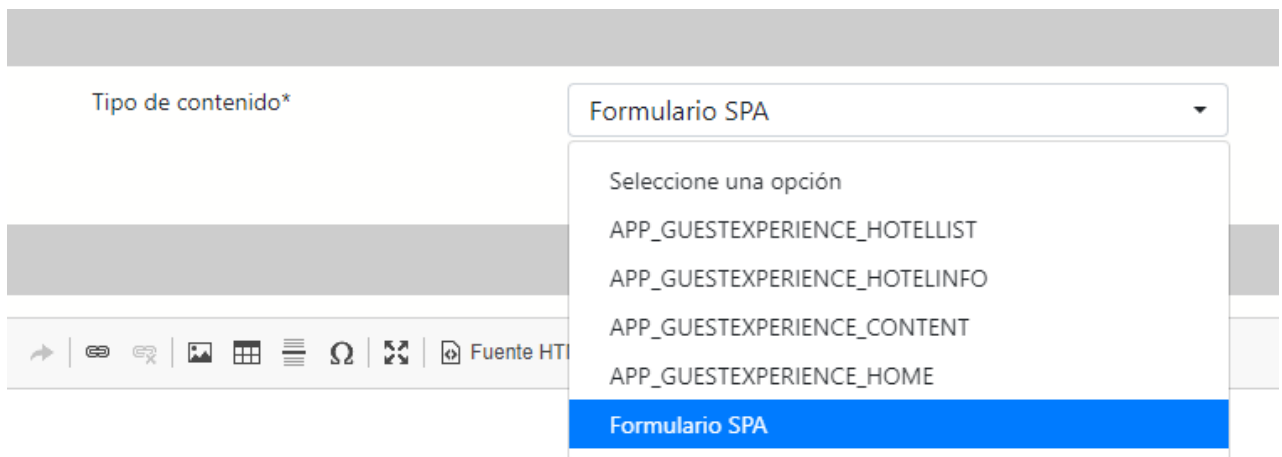 Tipo de contenido*
Formulario SPA
Seleccione una opción
APP_GUESTEXPERIENCE_HOTELLIST
APP_GUESTEXPERIENCE_HOTELINFO
APP_GUESTEXPERIENCE_CONTENT
Ω Fuente HT
APP_GUESTEXPERIENCE_HOME
Formulario SPA